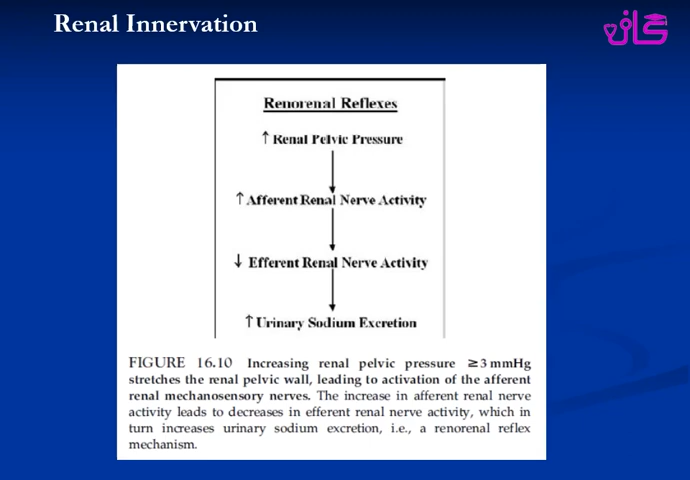 Renal Innervation
كان
Renorenal Reflexes
↑ Renal Pelvic Pressure
↑ Afferent Renal Nerve Activity
↓ Efferent Renal Nerve Activity
↑ Urinary Sodium Excretion
FIGURE 16.10 Increasing renal pelvic pressure ≥3 mmHg
stretches the renal pelvic wall, leading to activation of the afferent
renal mechanosensory nerves. The increase in afferent renal nerve
activity leads to decreases in efferent renal nerve activity, which in
turn increases urinary sodium excretion, i.e., a renorenal reflex
mechanism.